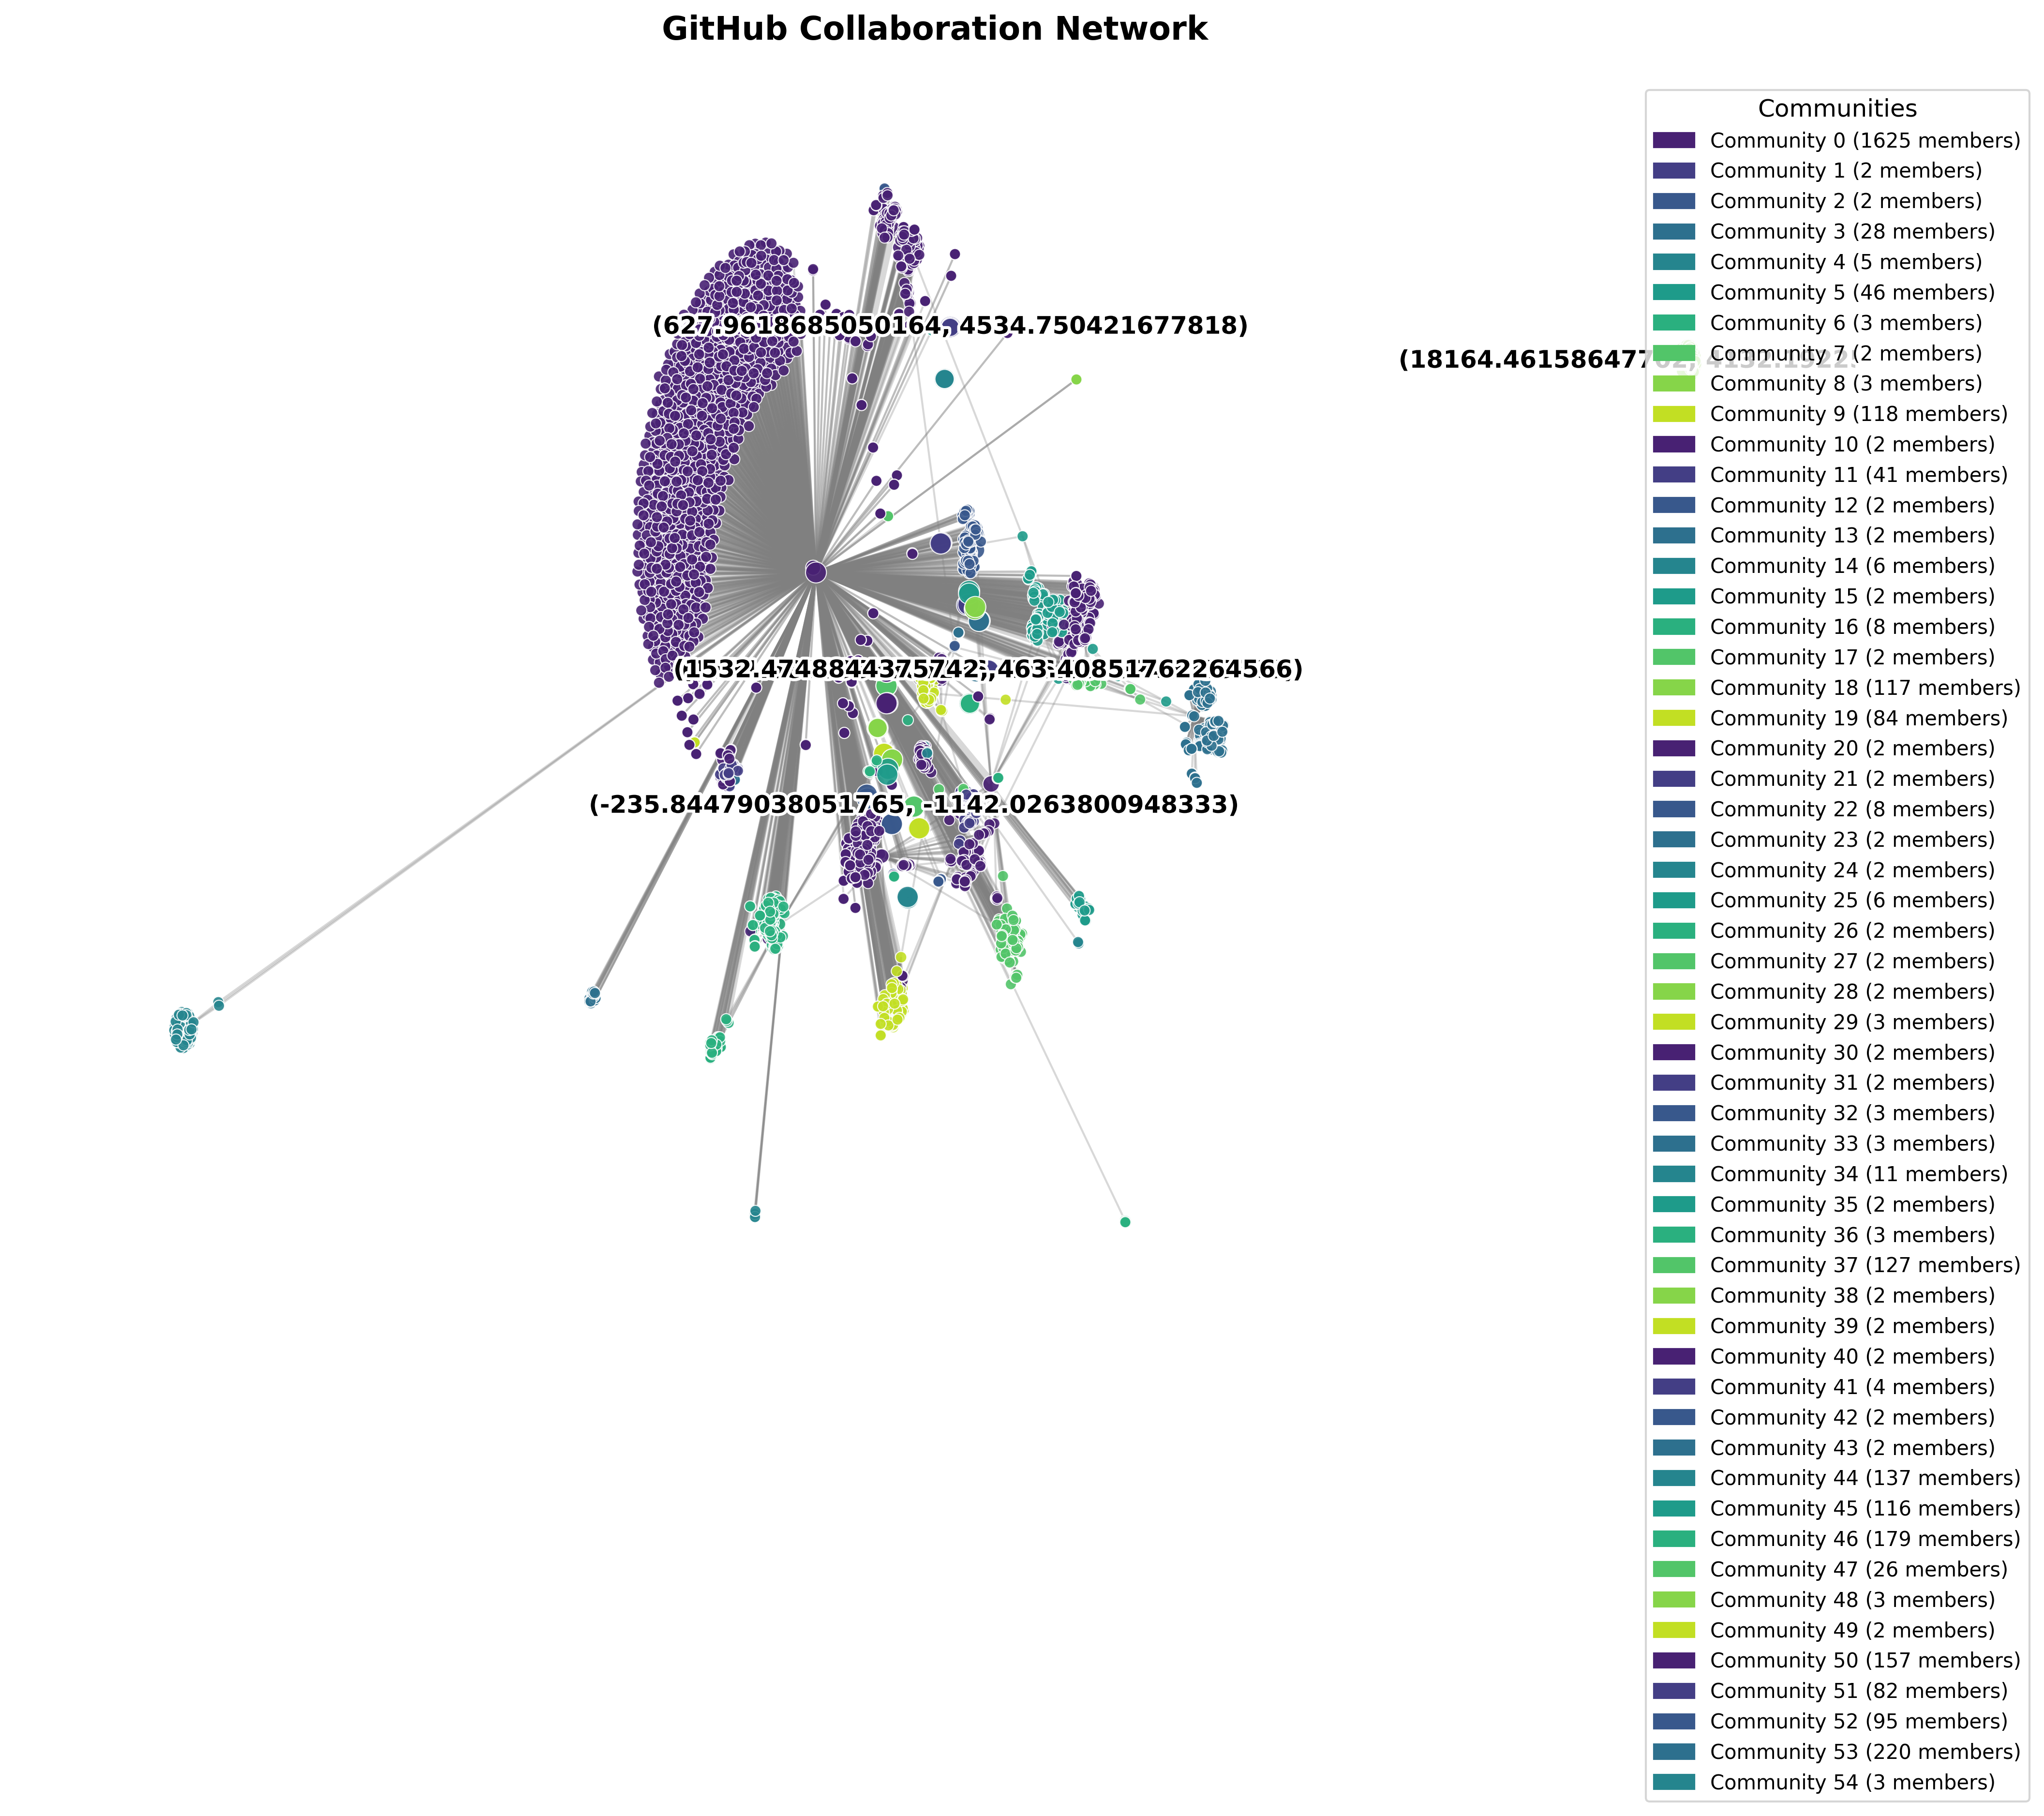 GitHub Collaboration Network
Communities
Community 0 (1625 members)
Community 1 (2 members)
Community 2 (2 members)
Community 3 (28 members)
Community 4 (5 members)
Community 5 (46 members)
Community 6 (3 members)
Community 7 (2 members)
Community 8 (3 members)
Community 9 (118 members)
Community 10 (2 members)
Community 11 (41 members)
Community 12 (2 members)
Community 13 (2 members)
Community 14 (6 members)
Community 15 (2 members)
Community 16 (8 members)
Community 17 (2 members)
Community 18 (117 members)
Community 19 (84 members)
Community 20 (2 members)
Community 21 (2 members)
Community 22 (8 members)
Community 23 (2 members)
Community 24 (2 members)
Community 25 (6 members)
Community 26 (2 members)
Community 27 (2 members)
Community 28 (2 members)
Community 29 (3 members)
Community 30 (2 members)
Community 31 (2 members)
Community 32 (3 members)
Community 33 (3 members)
Community 34 (11 members)
Community 35 (2 members)
Community 36 (3 members)
Community 37 (127 members)
Community 38 (2 members)
Community 39 (2 members)
Community 40 (2 members)
Community 41 (4 members)
Community 42 (2 members)
Community 43 (2 members)
Community 44 (137 members)
Community 45 (116 members)
Community 46 (179 members)
Community 47 (26 members)
Community 48 (3 members)
Community 49 (2 members)
Community 50 (157 members)
Community 51 (82 members)
Community 52 (95 members)
Community 53 (220 members)
Community 54 (3 members)
(627.9618685050164, 4534.750421677818)
(-235.84479038051765, -1142.0263800948333)